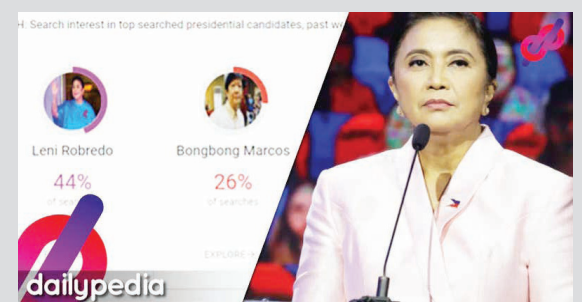 H: Search interest in top searched presidential candidates, past we
Leni Robredo
Bongbong Marcos
44%
26%
of searches
EXPLORE
dailypedia